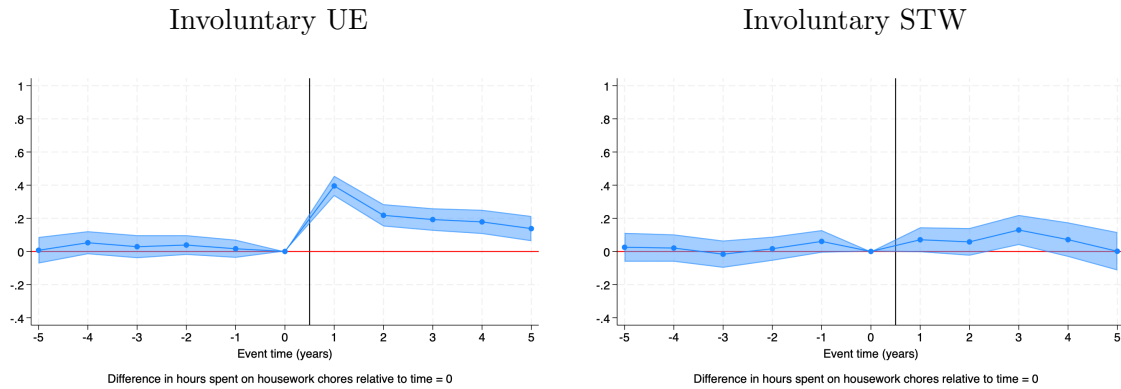 Involuntary UE
1
.8
.6
.4
.2
0
-.2
-.4
-5 -4 -3 -2 -1 0 1 2 3 4 5
Event time (years)
Difference in hours spent on housework chores relative to time = 0
Involuntary STW
1
.8
.6
.4
.2
0
-.2
-.4
-5 -4 -3 -2 -1 0 1 2 3 4 5
Event time (years)
Difference in hours spent on housework chores relative to time = 0